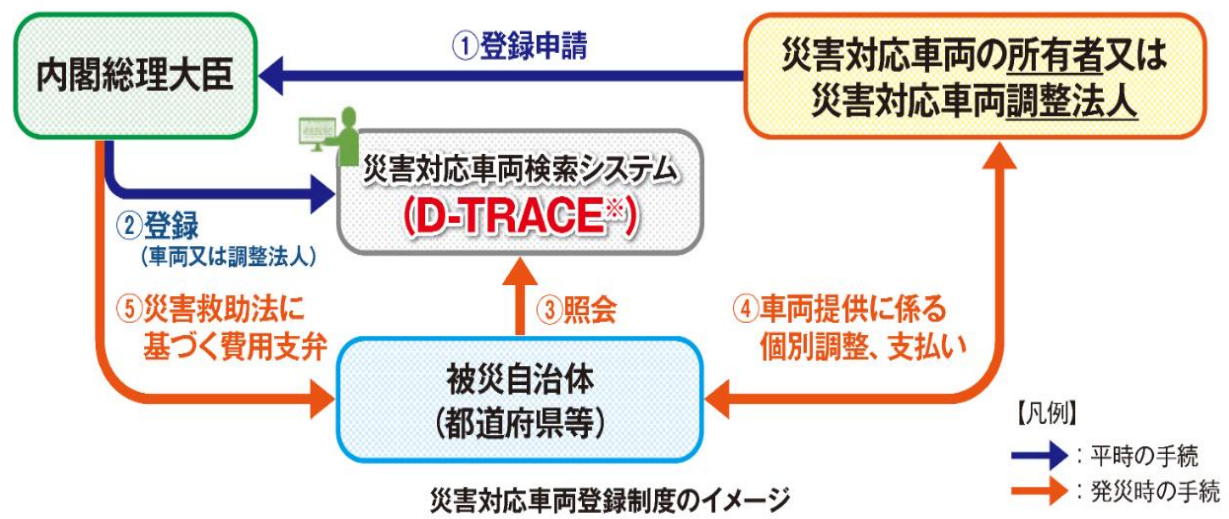 ①登録申請
内閣総理大臣
災害対応車両の所有者又は
災害対応車両調整法人
災害対応車両検索システム
(D-TRACE※)
②登録
(車両又は調整法人)
⑤災害救助法に
基づく費用支弁
③照会
④車両提供に係る
個別調整、支払い
被災自治体
(都道府県等)
【凡例】
：平時の手続
：発災時の手続
災害対応車両登録制度のイメージ